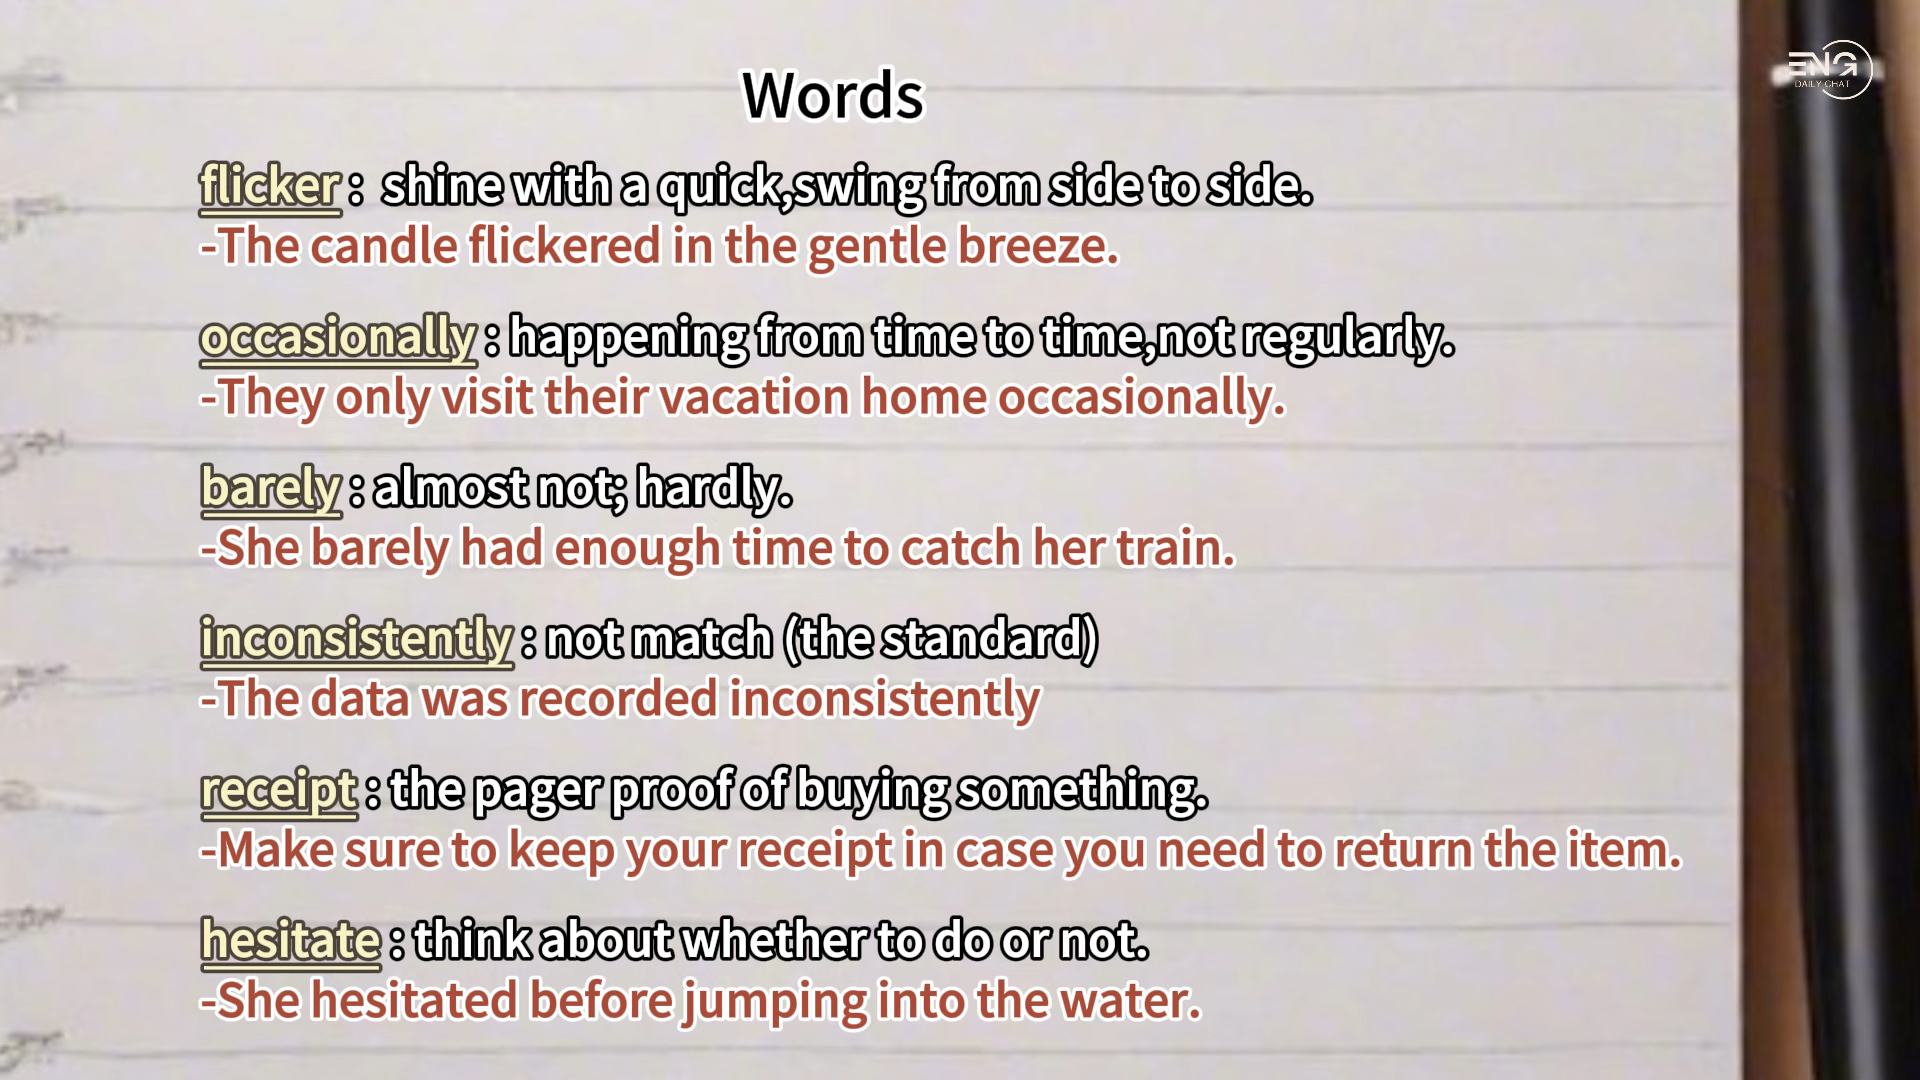 Words
ENG
DAILY CHAT
flicker : shine with a quick,swing from side to side.
-The candle flickered in the gentle breeze.
occasionally : happening from time to time,not regularly.
-They only visit their vacation home occasionally.
barely : almost not; hardly.
-She barely had enough time to catch her train.
inconsistently : not match (the standard)
-The data was recorded inconsistently
receipt : the pager proof of buying something.
-Make sure to keep your receipt in case you need to return the item.
hesitate : think about whether to do or not.
-She hesitated before jumping into the water.